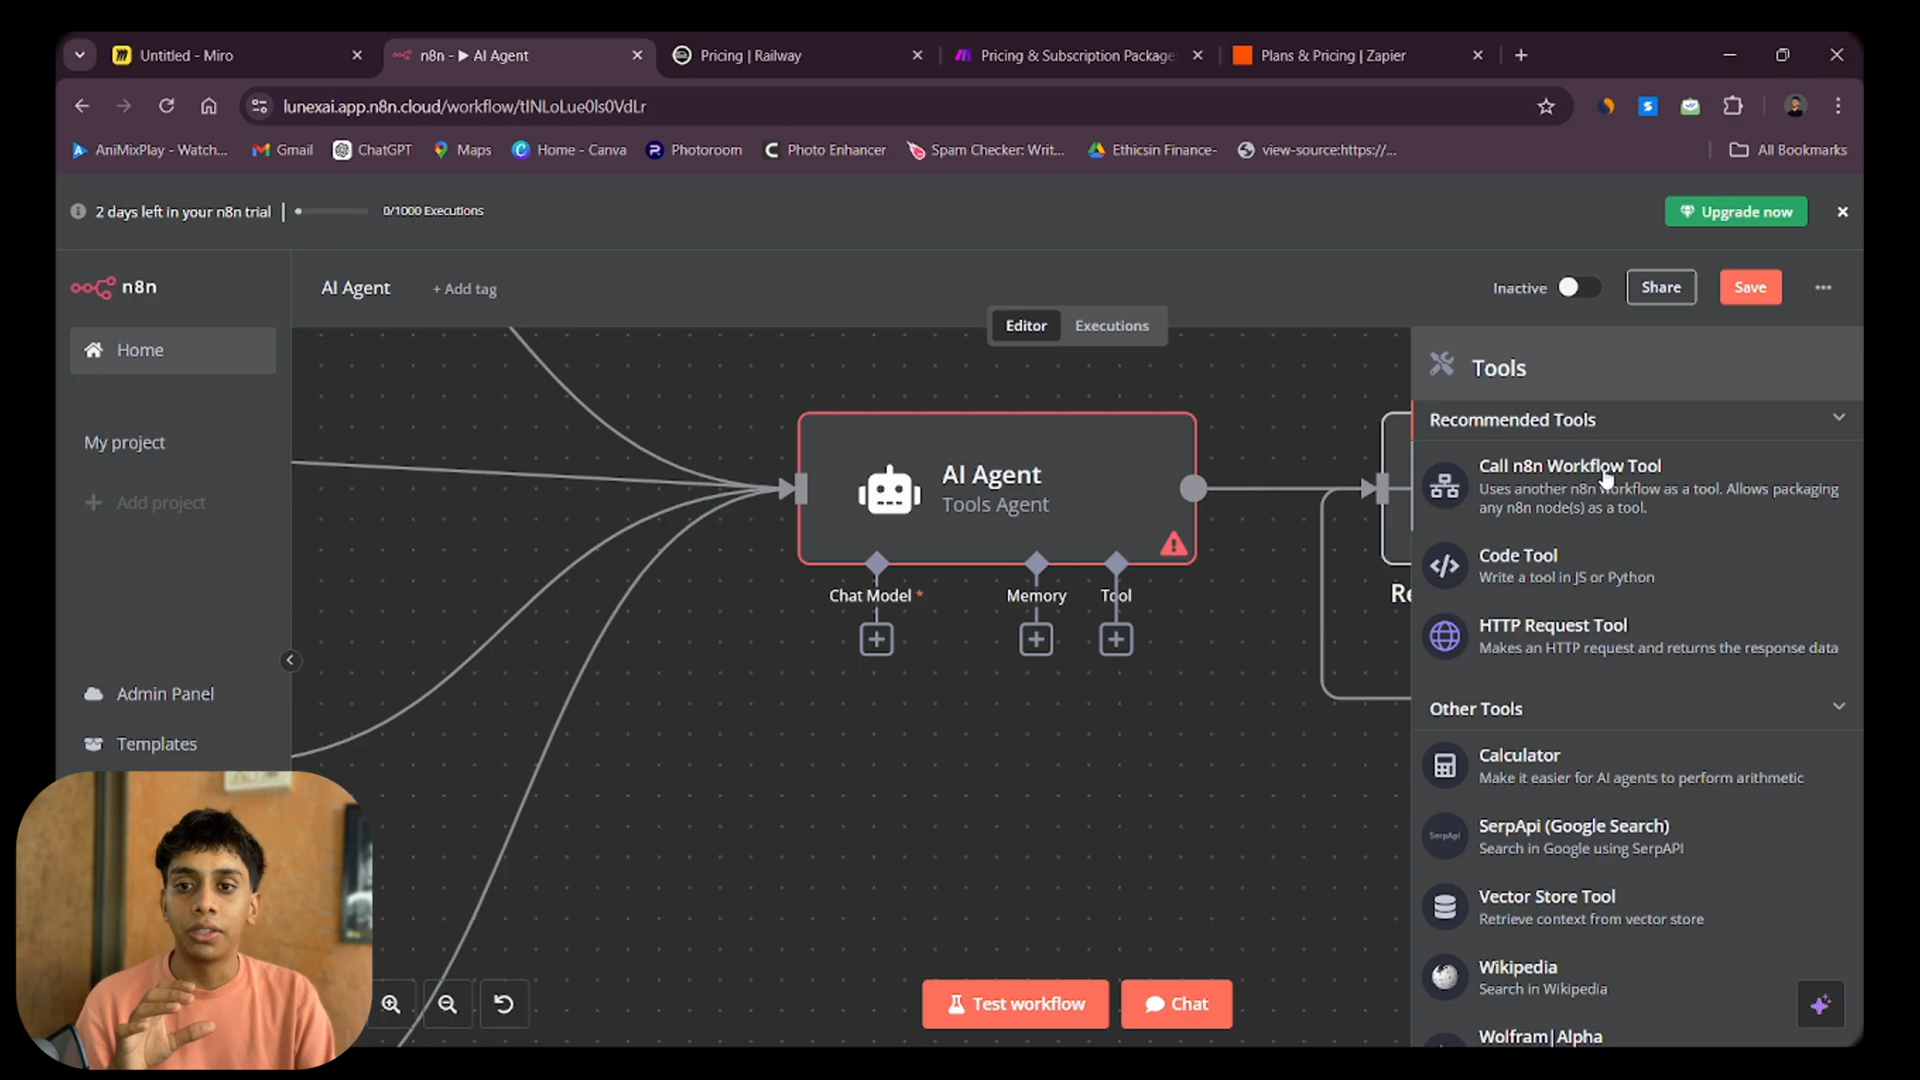 Untitled - Miro
n8n - ▶ AI Agent
Pricing | Railway
Pricing & Subscription Package
Plans & Pricing | Zapier
lunexai.app.n8n.cloud/workflow/tINLoLue0ls0VdLr
AniMixPlay - Watch...
Gmail
ChatGPT
Maps
Home - Canva
Photoroom
Photo Enhancer
Spam Checker: Writ...
Ethicsin Finance-
view-source:https://...
All Bookmarks
2 days left in your n8n trial
0/1000 Executions
Upgrade now
n8n
AI Agent
+ Add tag
Inactive
Share
Save
Editor
Executions
Home
My project
Add project
Admin Panel
Templates
AI Agent
Tools Agent
Chat Model *
Memory
Tool
Re
Tools
Recommended Tools
Call n8n Workflow Tool
Uses another n8n workflow as a tool. Allows packaging
any n8n node(s) as a tool.
Code Tool
Write a tool in JS or Python
HTTP Request Tool
Makes an HTTP request and returns the response data
Other Tools
Calculator
Make it easier for AI agents to perform arithmetic
SerpApi
SerpApi (Google Search)
Search in Google using SerpAPI
Vector Store Tool
Retrieve context from vector store
Wikipedia
Search in Wikipedia
Wolfram|Alpha
Test workflow
Chat